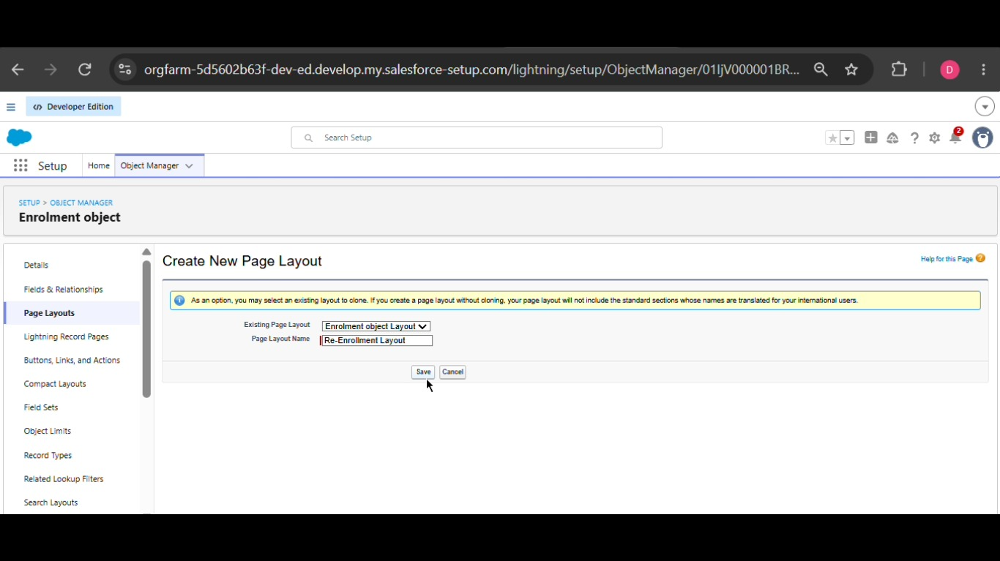 orgfarm-5d5602b63f-dev-ed.develop.my.salesforce-setup.com/lightning/setup/ObjectManager/01IjV000001BR...
D
Developer Edition
Search Setup
2
Setup
Home
Object Manager
SETUP > OBJECT MANAGER
Enrolment object
Details
Fields & Relationships
Page Layouts
Lightning Record Pages
Buttons, Links, and Actions
Compact Layouts
Field Sets
Object Limits
Record Types
Related Lookup Filters
Search Layouts
Create New Page Layout
Help for this Page
As an option, you may select an existing layout to clone. If you create a page layout without cloning, your page layout will not include the standard sections whose names are translated for your international users.
Existing Page Layout Enrolment object Layout
Page Layout Name Re-Enrollment Layout
Save Cancel